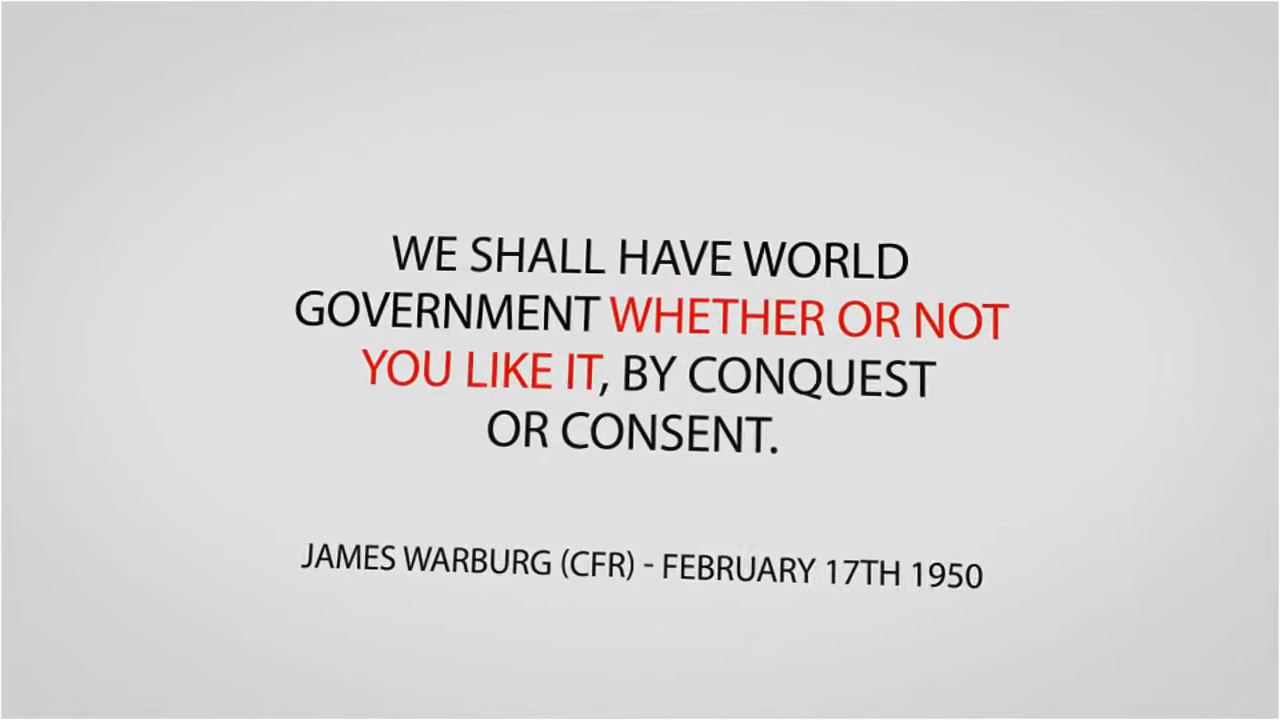 WE SHALL HAVE WORLD
GOVERNMENT WHETHER OR NOT
YOU LIKE IT, BY CONQUEST
OR CONSENT.
JAMES WARBURG (CFR) - FEBRUARY 17TH 1950